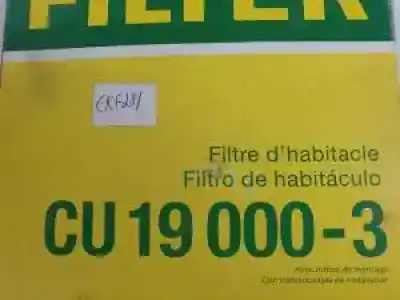 FILTER
CKF281
Filtre d'habitacle
Filtro de habitáculo
CU 19 000-3